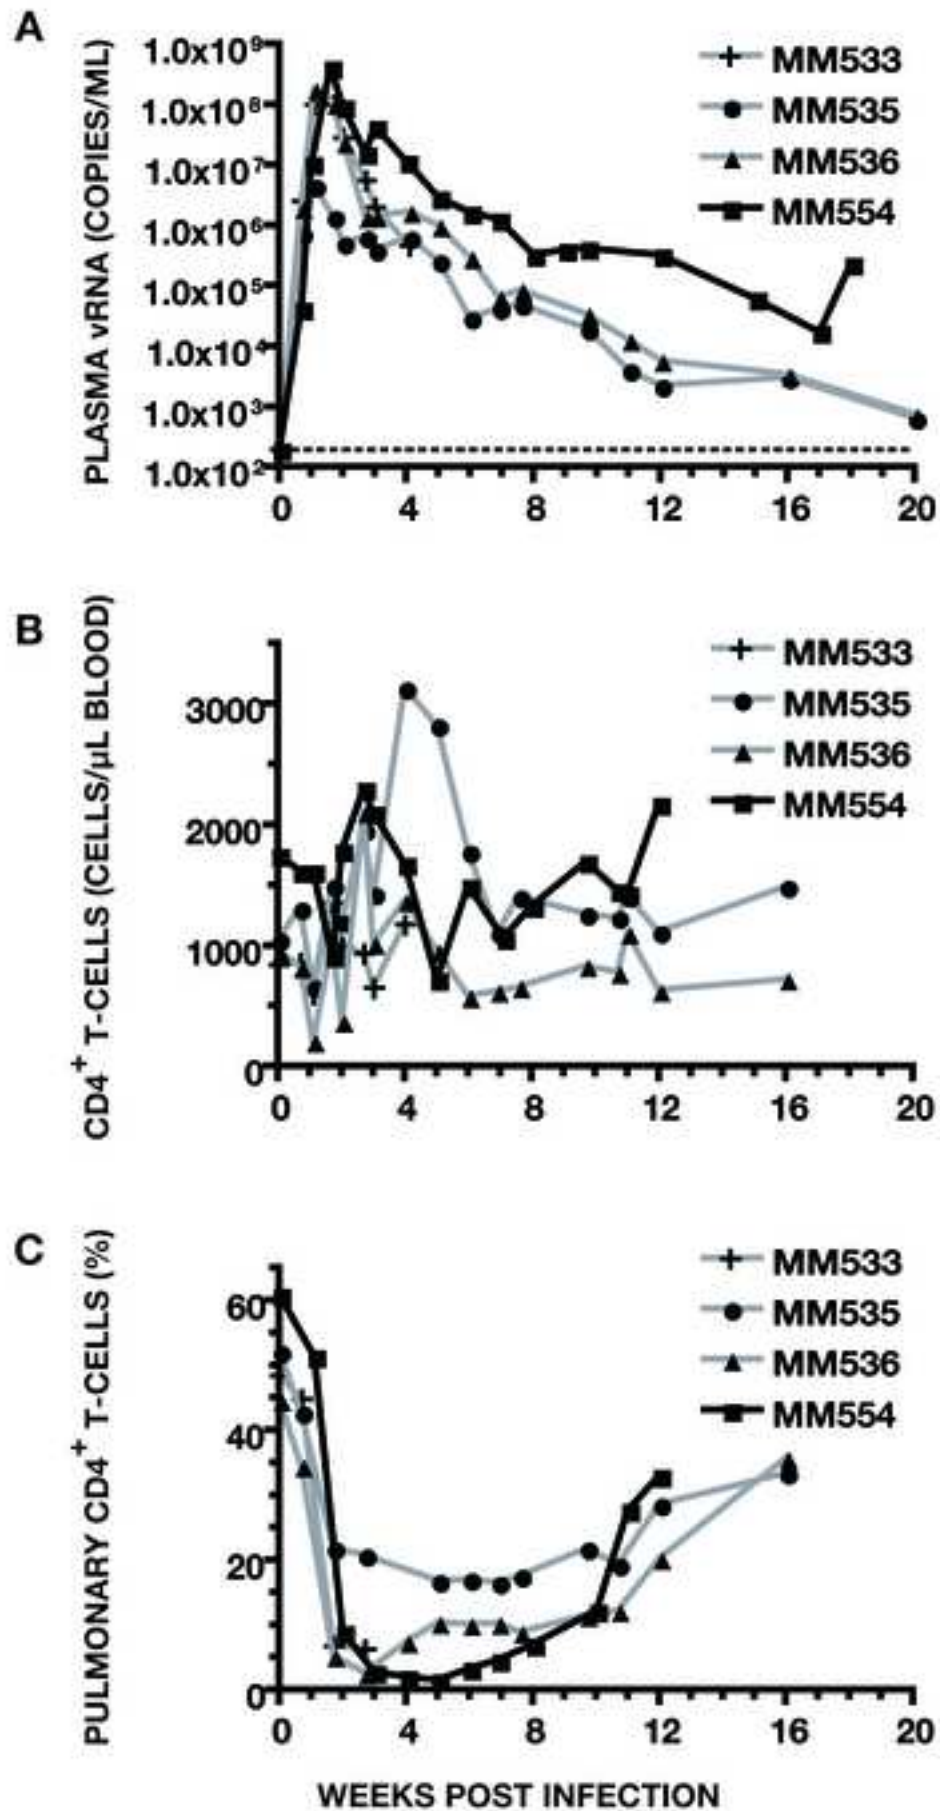 A
PLASMA vRNA (COPIES/ML)
1.0x10⁹
1.0x10⁸
1.0x10⁷
1.0x10⁶
1.0x10⁵
1.0x10⁴
1.0x10³
1.0x10²
0 4 8 12 16 20
MM533
MM535
MM536
MM554
B
CD4⁺ T-CELLS (CELLS/µL BLOOD)
3000
2000
1000
0
0 4 8 12 16 20
MM533
MM535
MM536
MM554
C
PULMONARY CD4⁺ T-CELLS (%)
60
40
20
0
0 4 8 12 16 20
MM533
MM535
MM536
MM554
WEEKS POST INFECTION